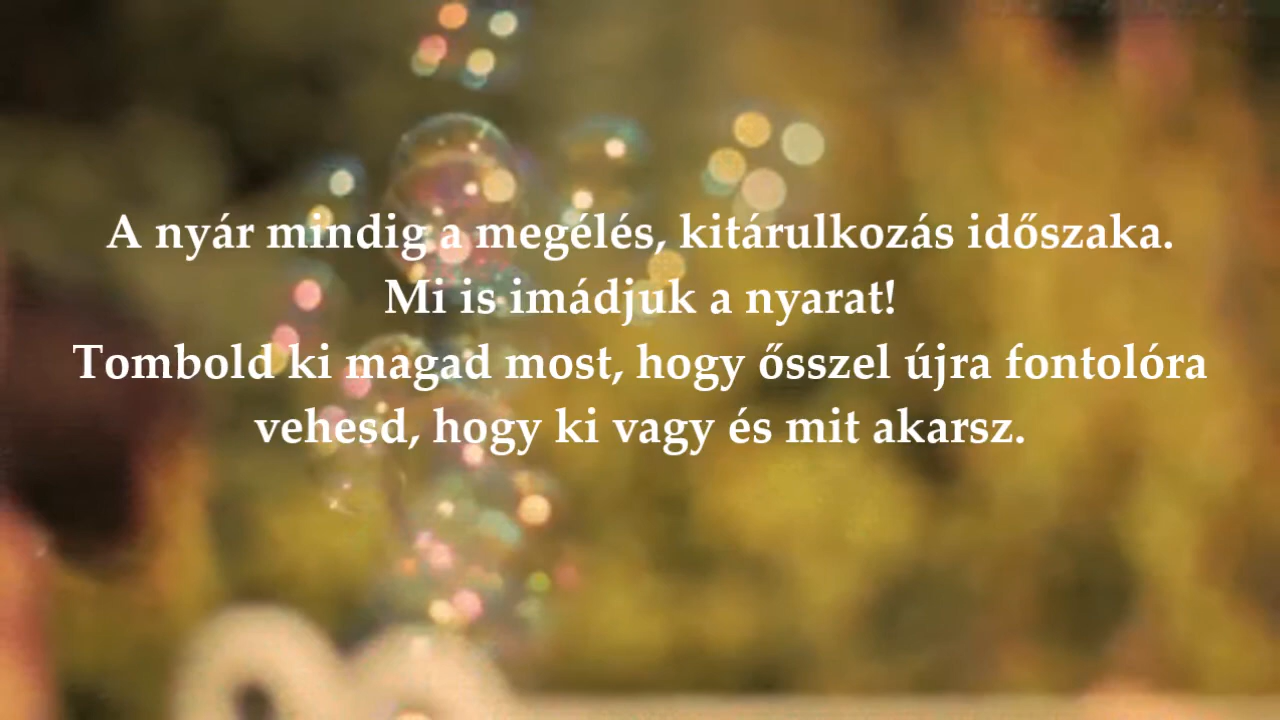 A nyár mindig a megélés, kitárulkozás időszaka.
Mi is imádjuk a nyarat!
Tombold ki magad most, hogy ősszel újra fontolóra
vehesd, hogy ki vagy és mit akarsz.